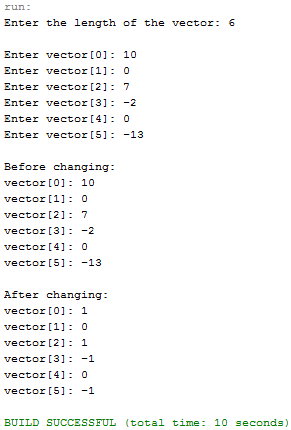 run:
Enter the length of the vector: 6
Enter vector[0]: 10
Enter vector[1]: 0
Enter vector[2]: 7
Enter vector[3]: -2
Enter vector[4]: 0
Enter vector[5]: -13
Before changing:
vector[0]: 10
vector[1]: 0
vector[2]: 7
vector[3]: -2
vector[4]: 0
vector[5]: -13
After changing:
vector[0]: 1
vector[1]: 0
vector[2]: 1
vector[3]: -1
vector[4]: 0
vector[5]: -1
BUILD SUCCESSFUL (total time: 10 seconds)